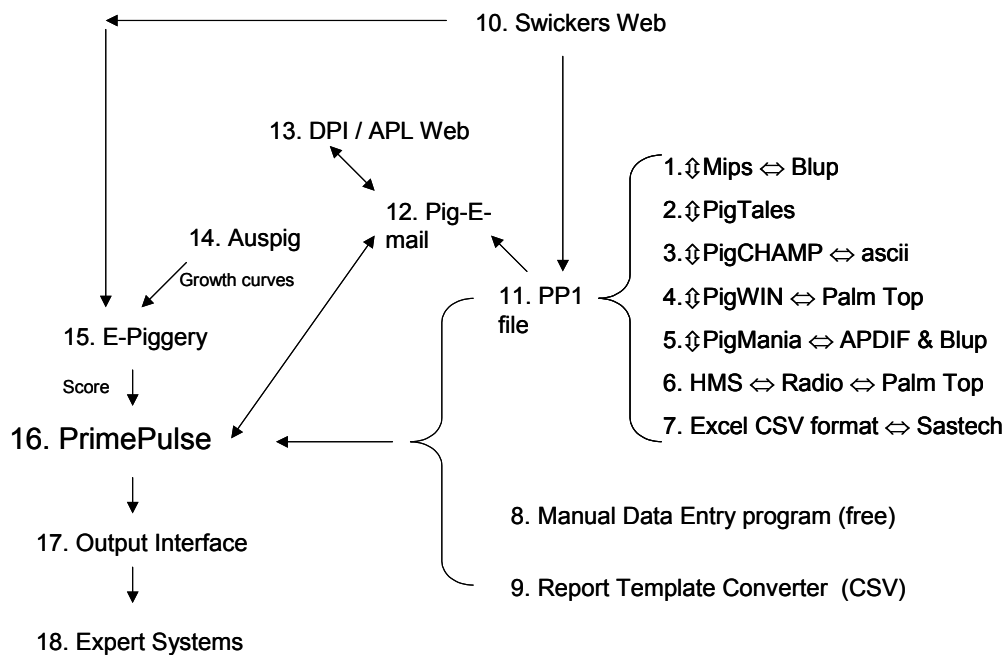 10. Swickers Web
13. DPI / APL Web
12. Pig-E-
mail
14. Auspig
Growth curves
11. PP1
file
15. E-Piggery
Score
16. PrimePulse
17. Output Interface
18. Expert Systems
1.⇕Mips ⇔ Blup
2.⇕PigTales
3.⇕PigCHAMP ⇔ ascii
4.⇕PigWIN ⇔ Palm Top
5.⇕PigMania ⇔ APDIF & Blup
6. HMS ⇔ Radio ⇔ Palm Top
7. Excel CSV format ⇔ Sastech
8. Manual Data Entry program (free)
9. Report Template Converter (CSV)